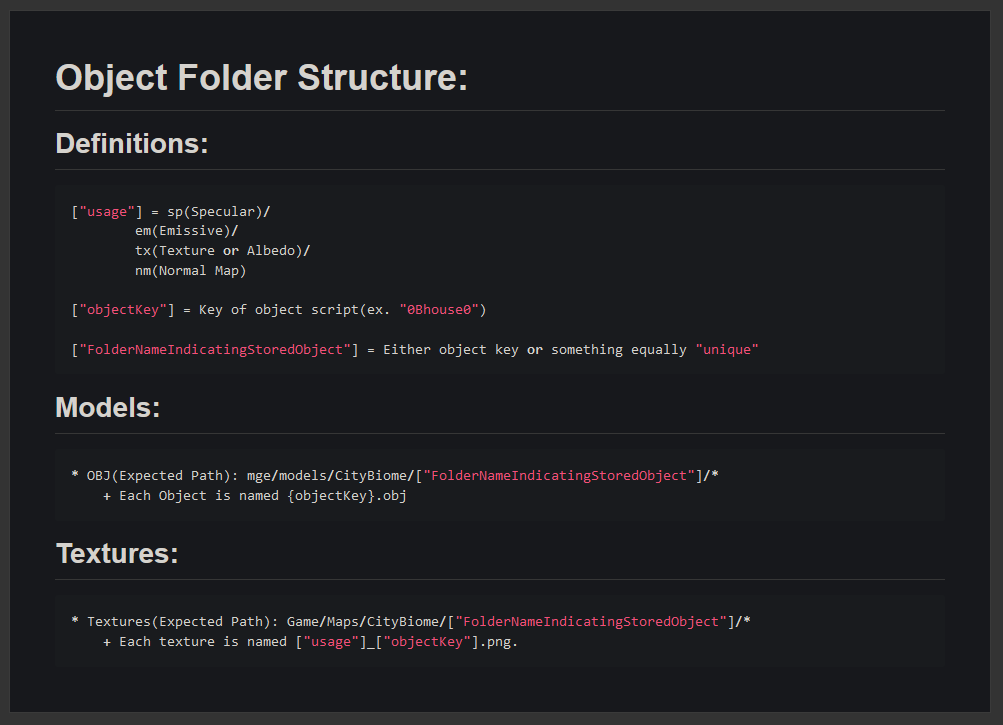 Object Folder Structure:
Definitions:
["usage"] = sp(Specular)/
em(Emissive)/
tx(Texture or Albedo)/
nm(Normal Map)
["objectKey"] = Key of object script(ex. "0Bhouse0")
["FolderNameIndicatingStoredObject"] = Either object key or something equally "unique"
Models:
* OBJ(Expected Path): mge/models/CityBiome/["FolderNameIndicatingStoredObject"]/*
+ Each Object is named {objectKey}.obj
Textures:
* Textures(Expected Path): Game/Maps/CityBiome/["FolderNameIndicatingStoredObject"]/*
+ Each texture is named ["usage"]_["objectKey"].png.